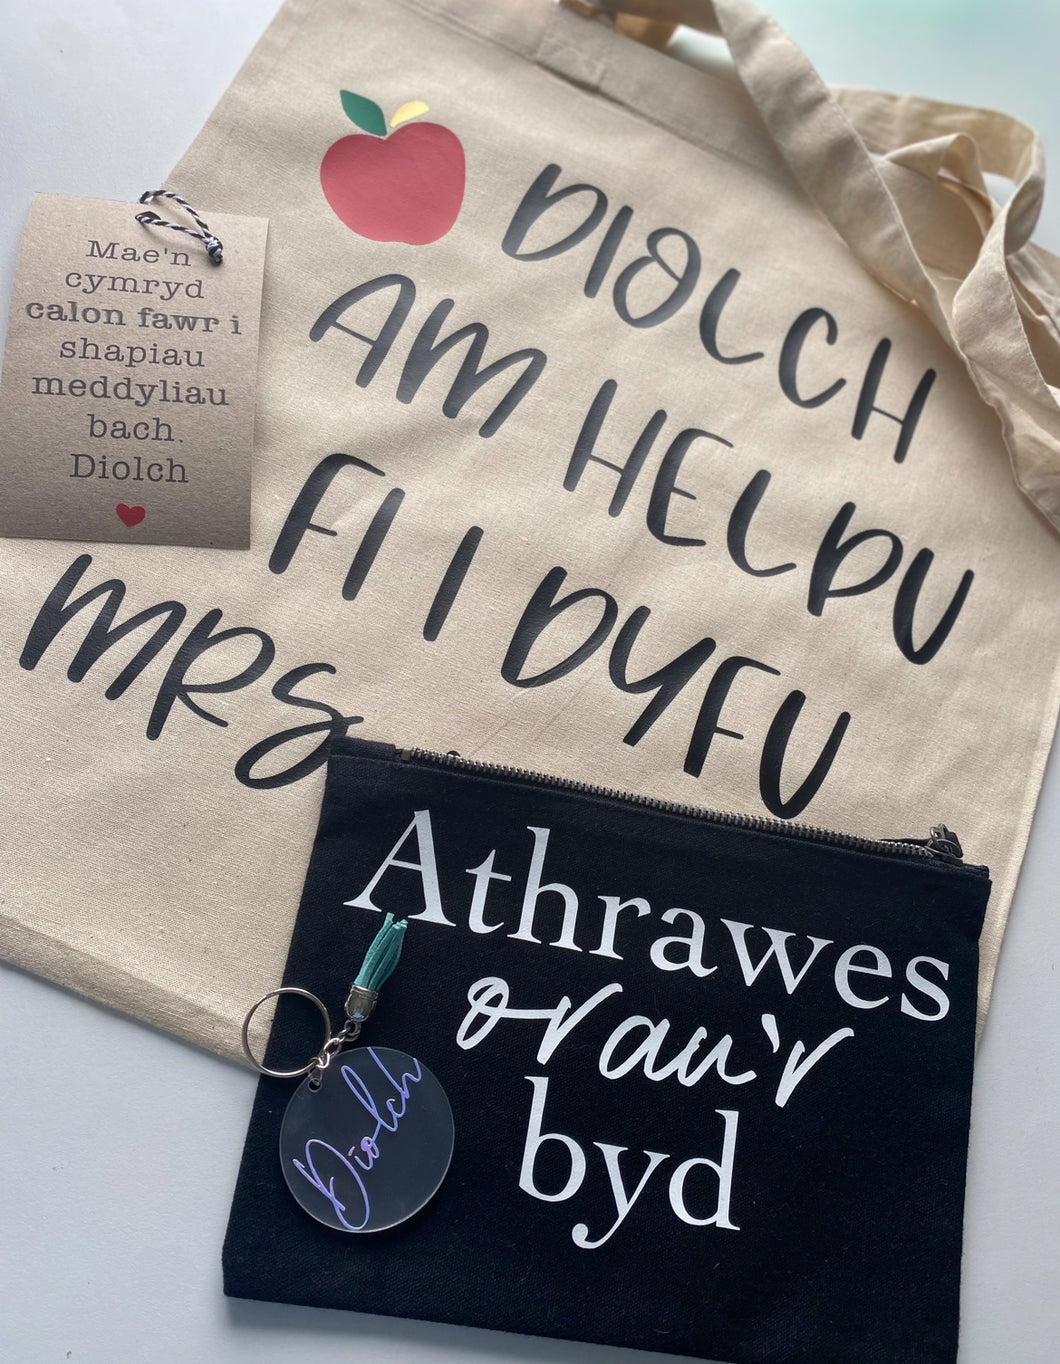 Mae'n
cymryd
calon fawr i
shapiau
meddyliau
bach.
Diolch
DIOLCH
AM HELPU
FI I DYFU
MRS
Athrawes
orau'r
byd
Diolch